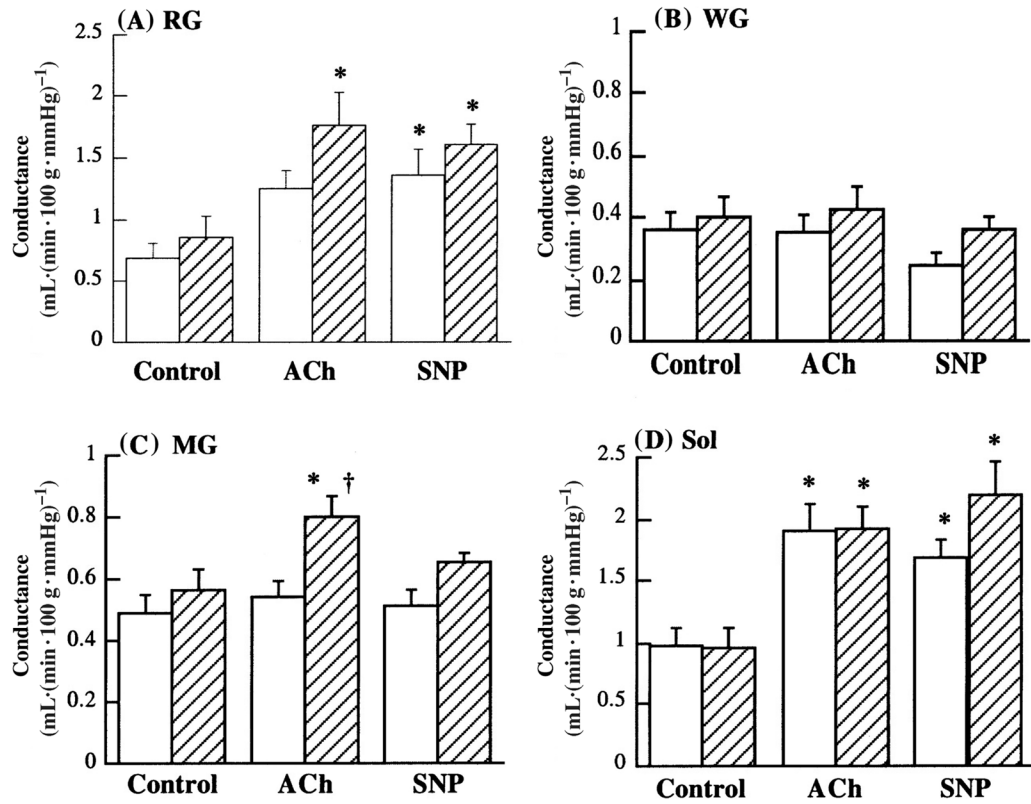 (A) RG
Conductance
(mL·(min·100 g·mmHg)⁻¹
2.5
2
1.5
1
0.5
0
*
*
*
Control
ACh
SNP
(B) WG
Conductance
(mL·(min·100 g·mmHg)⁻¹
1
0.8
0.6
0.4
0.2
0
Control
ACh
SNP
(C) MG
Conductance
(mL·(min·100 g·mmHg)⁻¹
1
0.8
0.6
0.4
0.2
0
* †
Control
ACh
SNP
(D) Sol
Conductance
(mL·(min·100 g·mmHg)⁻¹
2.5
2
1.5
1
0.5
0
*
*
*
*
Control
ACh
SNP